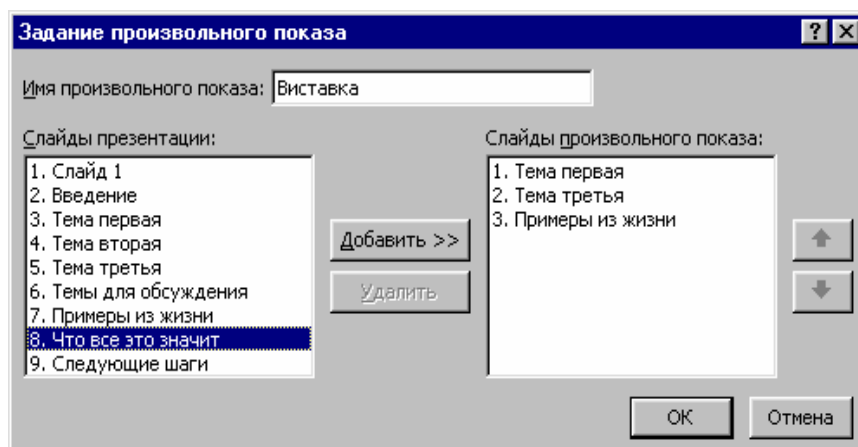 Задание произвольного показа
Имя произвольного показа: Виставка
Слайды презентации:
1. Слайд 1
2. Введение
3. Тема первая
4. Тема вторая
5. Тема третья
6. Темы для обсуждения
7. Примеры из жизни
8. Что все это значит
9. Следующие шаги
Добавить >>
Удалить
Слайды произвольного показа:
1. Тема первая
2. Тема третья
3. Примеры из жизни
OK
Отмена